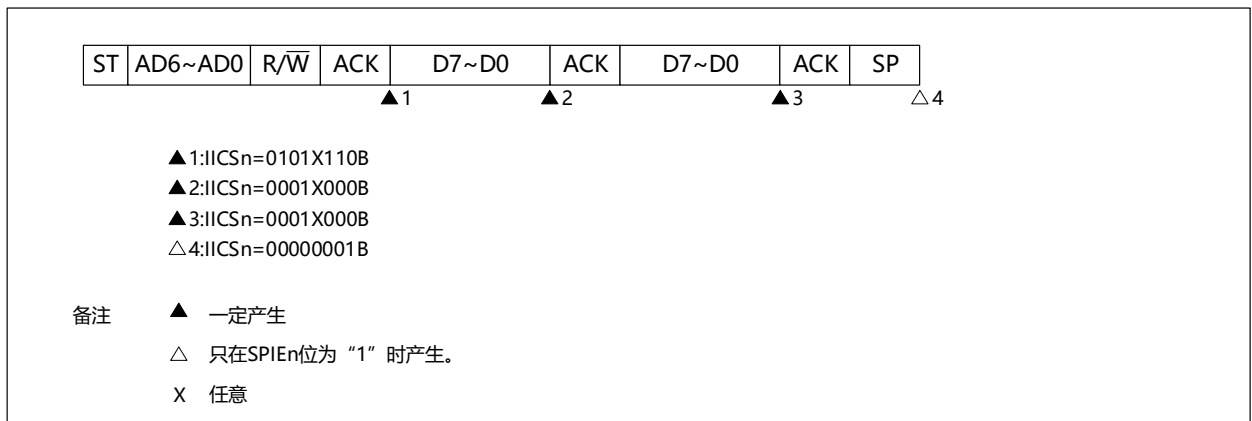 ST AD6~AD0 R/W̅ ACK D7~D0 ACK D7~D0 ACK SP
▲1 ▲2 ▲3 △4
▲1:IICSn=0101X110B
▲2:IICSn=0001X000B
▲3:IICSn=0001X000B
△4:IICSn=00000001B
备注 ▲ 一定产生
△ 只在SPIEn位为“1”时产生。
X 任意